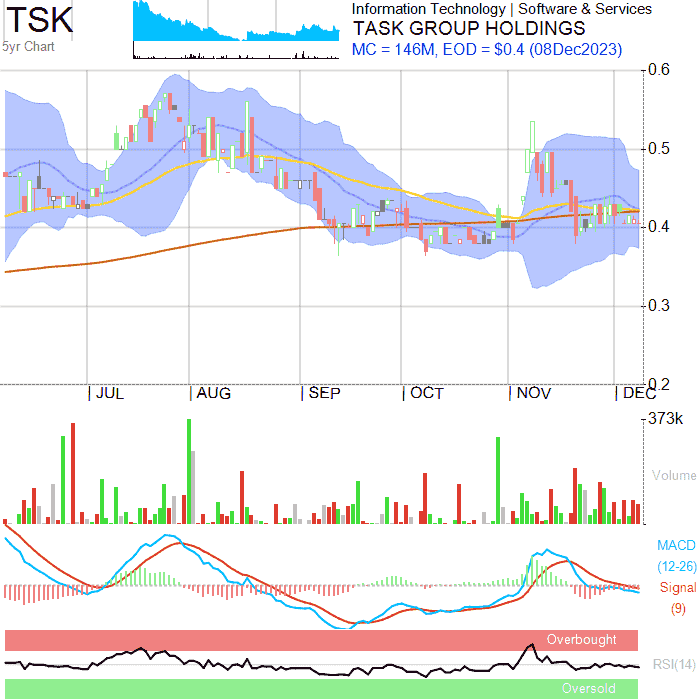 TSK
5yr Chart
Information Technology | Software & Services
TASK GROUP HOLDINGS
MC = 146M, EOD = $0.4 (08Dec2023)
0.6
0.5
0.4
0.3
0.2
JUL AUG SEP OCT NOV DEC
373k
Volume
MACD
(12-26)
Signal
(9)
Overbought
RSI(14)
Oversold